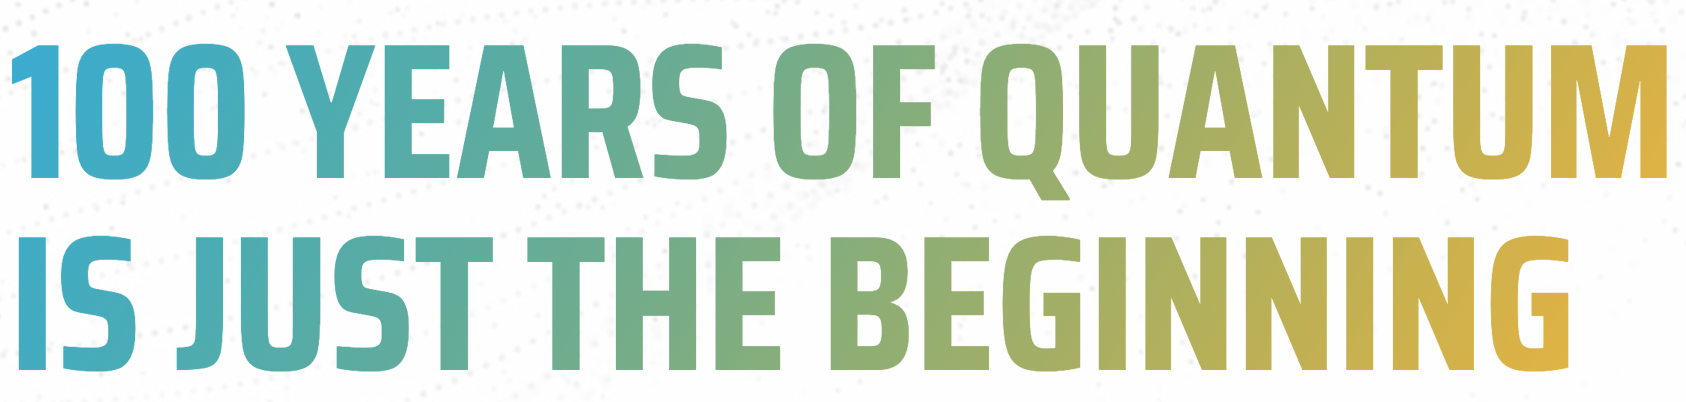 100 YEARS OF QUANTUM
IS JUST THE BEGINNING